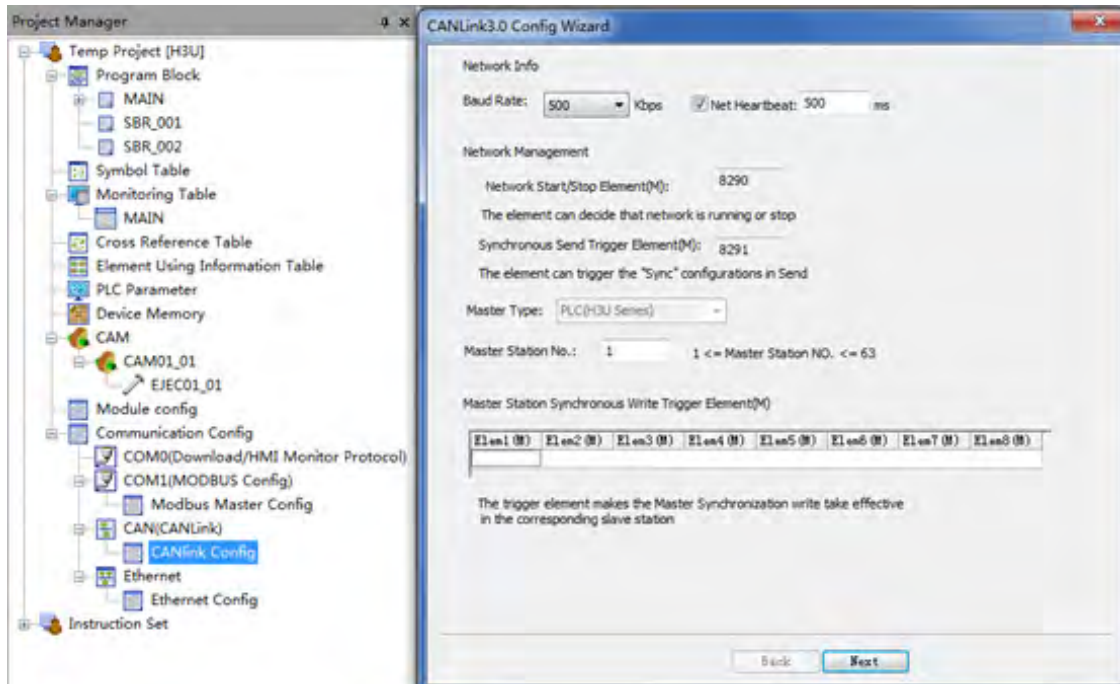 Project Manager
Temp Project [H3U]
Program Block
MAIN
SBR_001
SBR_002
Symbol Table
Monitoring Table
MAIN
Cross Reference Table
Element Using Information Table
PLC Parameter
Device Memory
CAM
CAM01_01
EJEC01_01
Module config
Communication Config
COM0(Download/HMI Monitor Protocol)
COM1(MODBUS Config)
Modbus Master Config
CAN(CANLink)
CANlink Config
Ethernet
Ethernet Config
Instruction Set
CANLink3.0 Config Wizard
Network Info
Baud Rate: 500 Kbps Net Heartbeat: 500 ms
Network Management
Network Start/Stop Element(M): 8290
The element can decide that network is running or stop
Synchronous Send Trigger Element(M): 8291
The element can trigger the "Sync" configurations in Send
Master Type: PLC(H3U Series)
Master Station No.: 1 1 <= Master Station NO. <= 63
Master Station Synchronous Write Trigger Element(M)
Elem1(M) Elem2(M) Elem3(M) Elem4(M) Elem5(M) Elem6(M) Elem7(M) Elem8(M)
The trigger element makes the Master Synchronization write take effective
in the corresponding slave station
Back Next